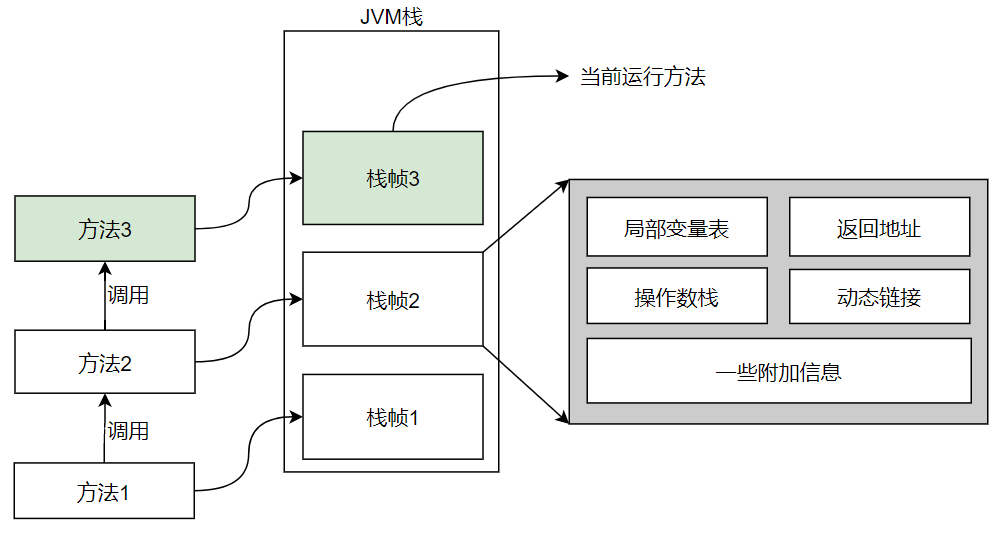 JVM栈
当前运行方法
栈帧3
方法3
局部变量表
返回地址
调用
栈帧2
操作数栈
动态链接
方法2
一些附加信息
调用
栈帧1
方法1